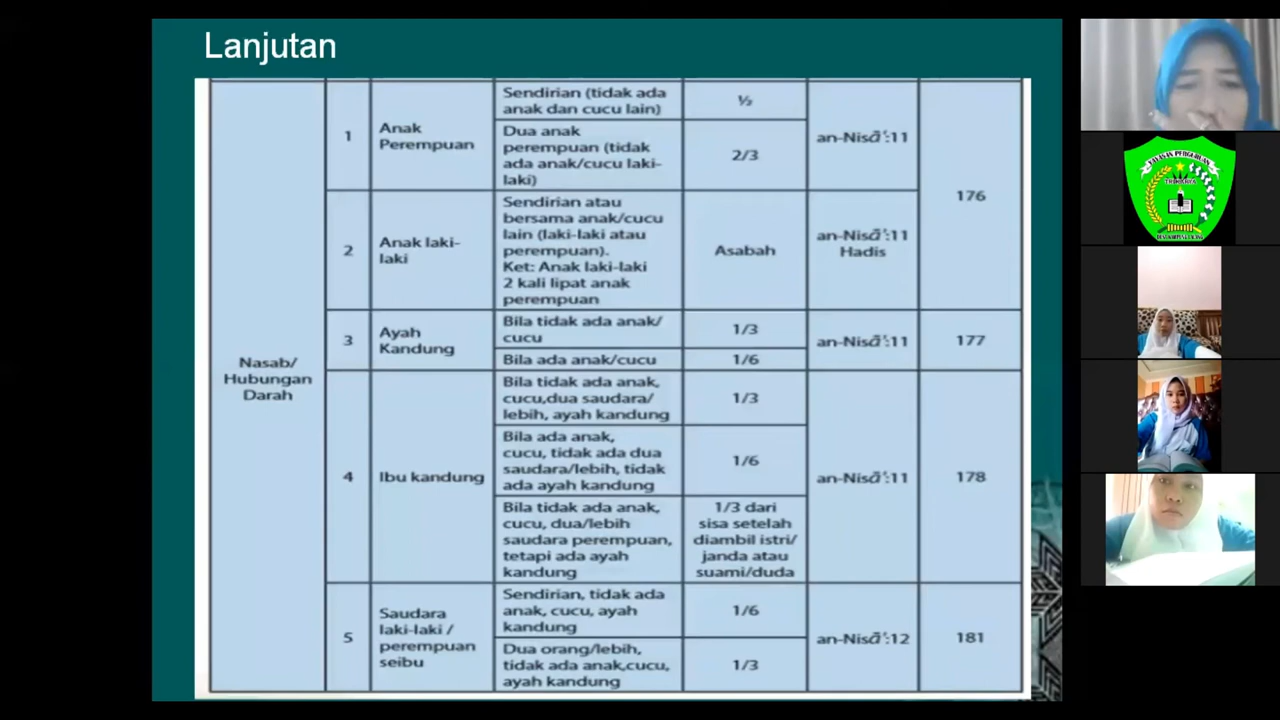 Lanjutan
Nasab/
Hubungan
Darah
1
Anak
Perempuan
Sendirian (tidak ada
anak dan cucu lain)
½
Dua anak
perempuan (tidak
ada anak/cucu laki-
laki)
2/3
an-Nisā':11
176
2
Anak laki-
laki
Sendirian atau
bersama anak/cucu
lain (laki-laki atau
perempuan).
Ket: Anak laki-laki
2 kali lipat anak
perempuan
Asabah
an-Nisā':11
Hadis
3
Ayah
Kandung
Bila tidak ada anak/
cucu
1/3
Bila ada anak/cucu
1/6
an-Nisā':11
177
4
Ibu kandung
Bila tidak ada anak,
cucu,dua saudara/
lebih, ayah kandung
1/3
Bila ada anak,
cucu, tidak ada dua
saudara/lebih, tidak
ada ayah kandung
1/6
Bila tidak ada anak,
cucu, dua/lebih
saudara perempuan,
tetapi ada ayah
kandung
1/3 dari
sisa setelah
diambil istri/
janda atau
suami/duda
an-Nisā':11
178
5
Saudara
laki-laki /
perempuan
seibu
Sendirian, tidak ada
anak, cucu, ayah
kandung
1/6
Dua orang/lebih,
tidak ada anak,cucu,
ayah kandung
1/3
an-Nisā':12
181
YAYASAN PERGURUAN